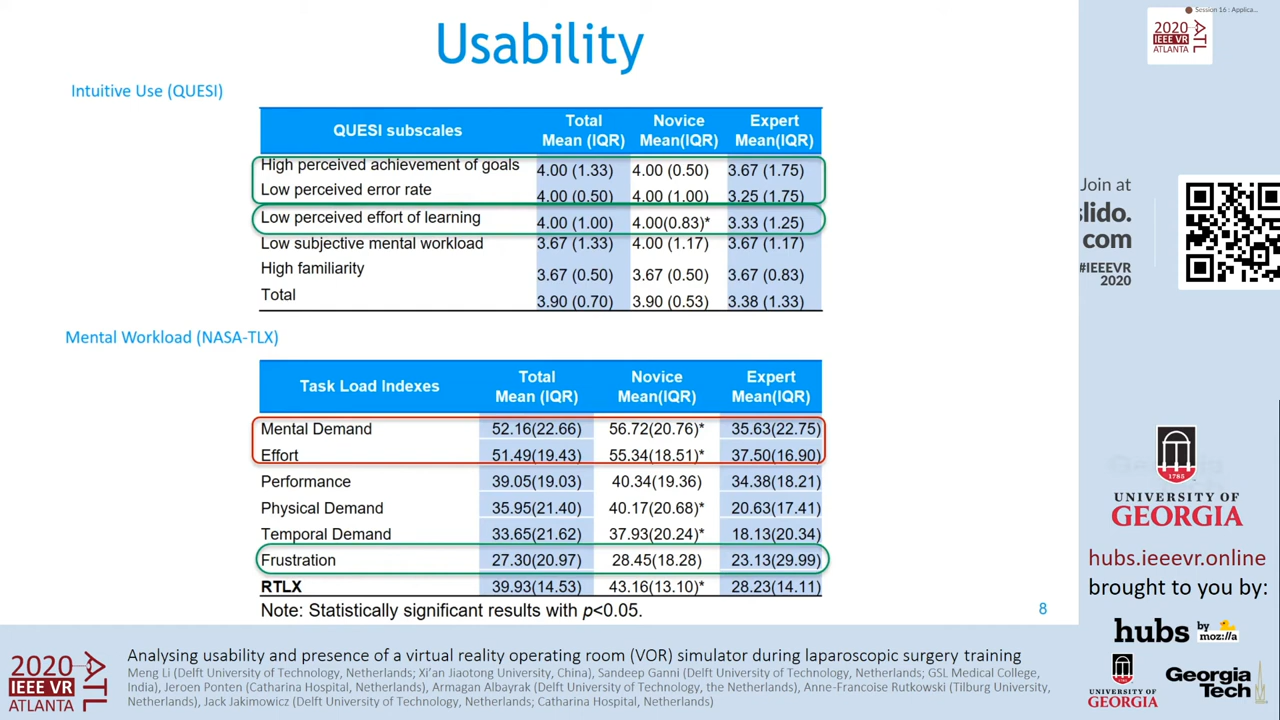 Session 16 : Applica...
Usability
2020
IEEE VR
ATLANTA
ATL
Intuitive Use (QUESI)
QUESI subscales Total Mean (IQR) Novice Mean(IQR) Expert Mean(IQR)
High perceived achievement of goals 4.00 (1.33) 4.00 (0.50) 3.67 (1.75)
Low perceived error rate 4.00 (0.50) 4.00 (1.00) 3.25 (1.75)
Low perceived effort of learning 4.00 (1.00) 4.00(0.83)* 3.33 (1.25)
Low subjective mental workload 3.67 (1.33) 4.00 (1.17) 3.67 (1.17)
High familiarity 3.67 (0.50) 3.67 (0.50) 3.67 (0.83)
Total 3.90 (0.70) 3.90 (0.53) 3.38 (1.33)
Mental Workload (NASA-TLX)
Task Load Indexes Total Mean (IQR) Novice Mean(IQR) Expert Mean(IQR)
Mental Demand 52.16(22.66) 56.72(20.76)* 35.63(22.75)
Effort 51.49(19.43) 55.34(18.51)* 37.50(16.90)
Performance 39.05(19.03) 40.34(19.36) 34.38(18.21)
Physical Demand 35.95(21.40) 40.17(20.68)* 20.63(17.41)
Temporal Demand 33.65(21.62) 37.93(20.24)* 18.13(20.34)
Frustration 27.30(20.97) 28.45(18.28) 23.13(29.99)
RTLX 39.93(14.53) 43.16(13.10)* 28.23(14.11)
Note: Statistically significant results with p<0.05.
8
Join at
slido.
com
#IEEEVR
2020
1785
UNIVERSITY OF
GEORGIA
hubs.ieeevr.online
brought to you by:
hubs by moz://a
UNIVERSITY OF
GEORGIA
Georgia
Tech
2020
IEEE VR
ATLANTA
ATL
Analysing usability and presence of a virtual reality operating room (VOR) simulator during laparoscopic surgery training
Meng Li (Delft University of Technology, Netherlands; Xi'an Jiaotong University, China), Sandeep Ganni (Delft University of Technology, Netherlands; GSL Medical College,
India), Jeroen Ponten (Catharina Hospital, Netherlands), Armagan Albayrak (Delft University of Technology, the Netherlands), Anne-Francoise Rutkowski (Tilburg University,
Netherlands), Jack Jakimowicz (Delft University of Technology, Netherlands; Catharina Hospital, Netherlands)